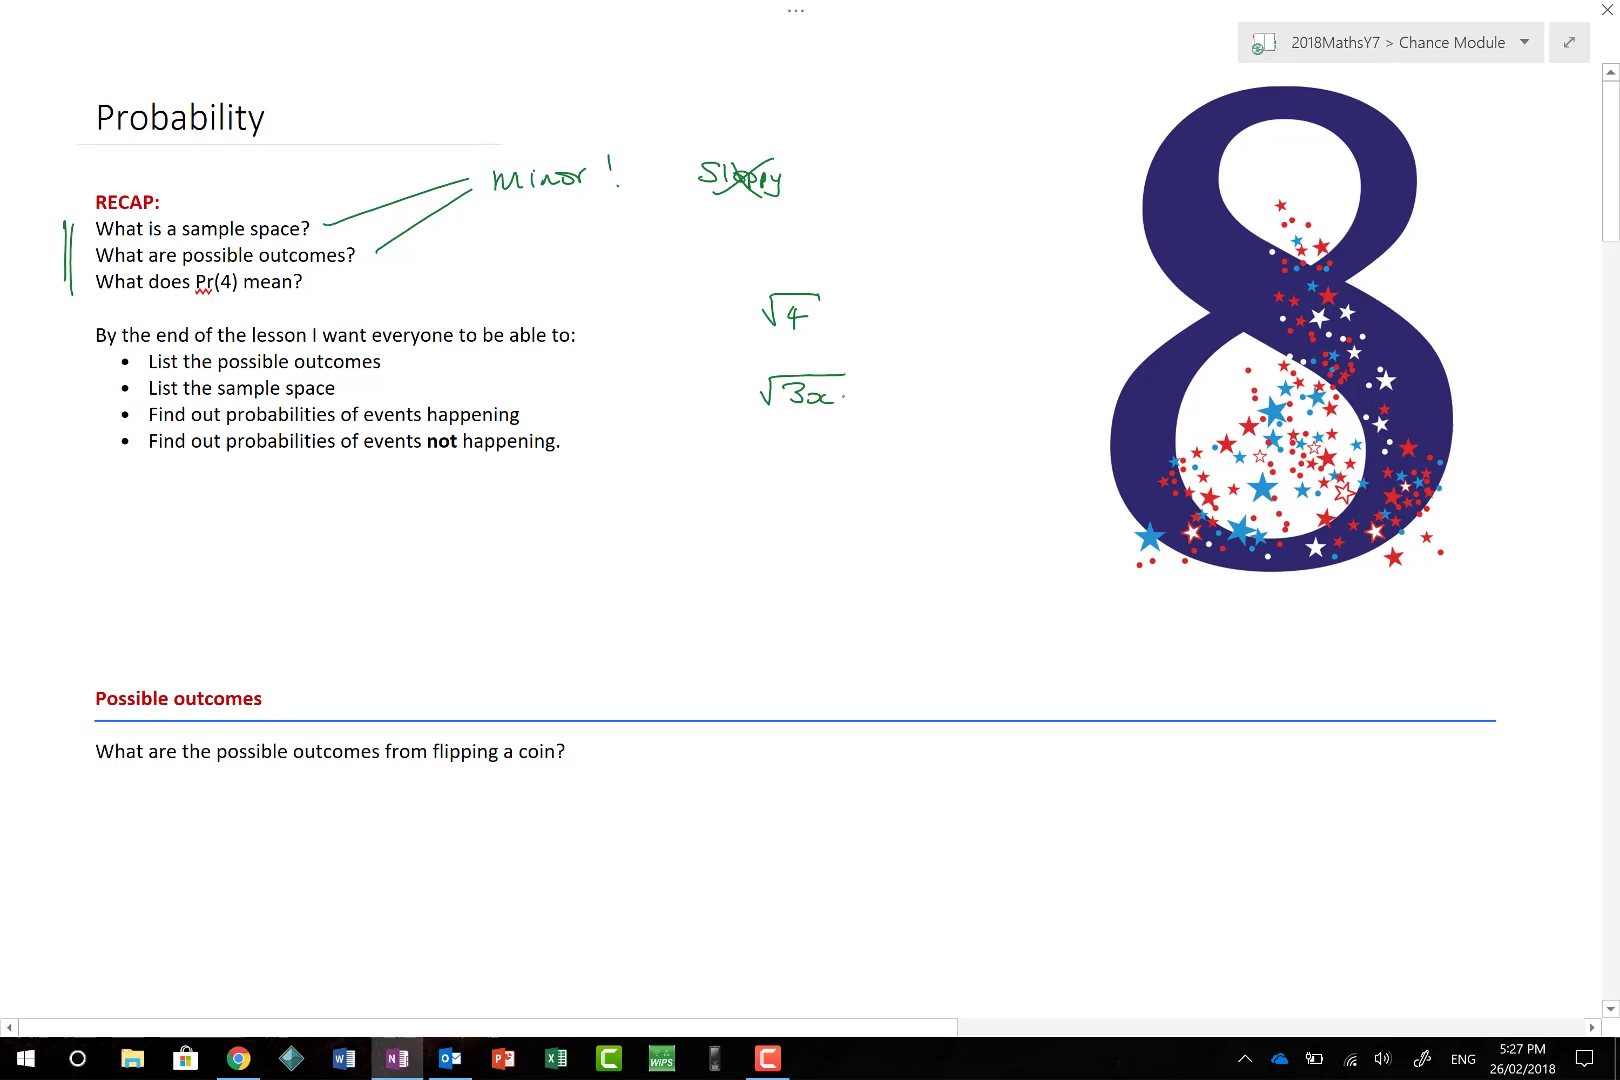 2018MathsY7 > Chance Module
Probability
minor !
Sloppy
RECAP:
What is a sample space?
What are possible outcomes?
What does Pr(4) mean?
√4
By the end of the lesson I want everyone to be able to:
• List the possible outcomes
• List the sample space
√3x
• Find out probabilities of events happening
• Find out probabilities of events not happening.
8
Possible outcomes
What are the possible outcomes from flipping a coin?
WiPS
ENG
5:27 PM
26/02/2018